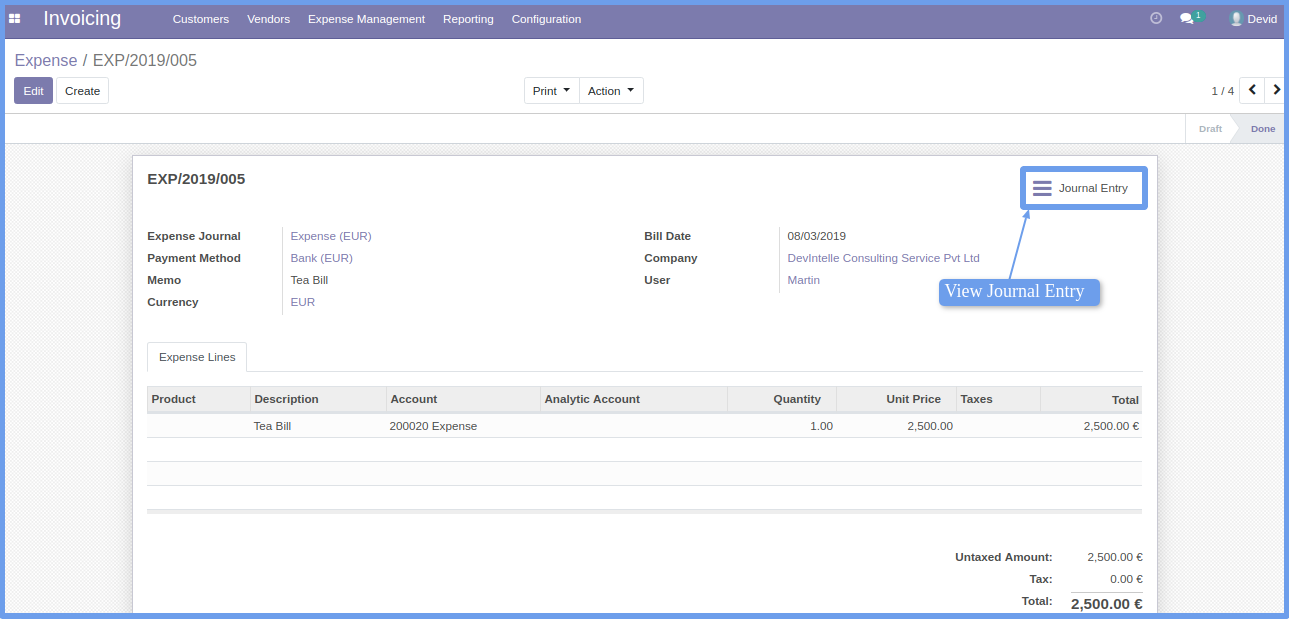 Invoicing Customers Vendors Expense Management Reporting Configuration 1 Devid
Expense / EXP/2019/005
Edit Create Print Action 1 / 4
Draft Done
EXP/2019/005
Journal Entry
Expense Journal Expense (EUR) Bill Date 08/03/2019
Payment Method Bank (EUR) Company DevIntelle Consulting Service Pvt Ltd
Memo Tea Bill User Martin
View Journal Entry
Currency EUR
Expense Lines
Product Description Account Analytic Account Quantity Unit Price Taxes Total
Tea Bill 200020 Expense 1.00 2,500.00 2,500.00 €
Untaxed Amount: 2,500.00 €
Tax: 0.00 €
Total: 2,500.00 €